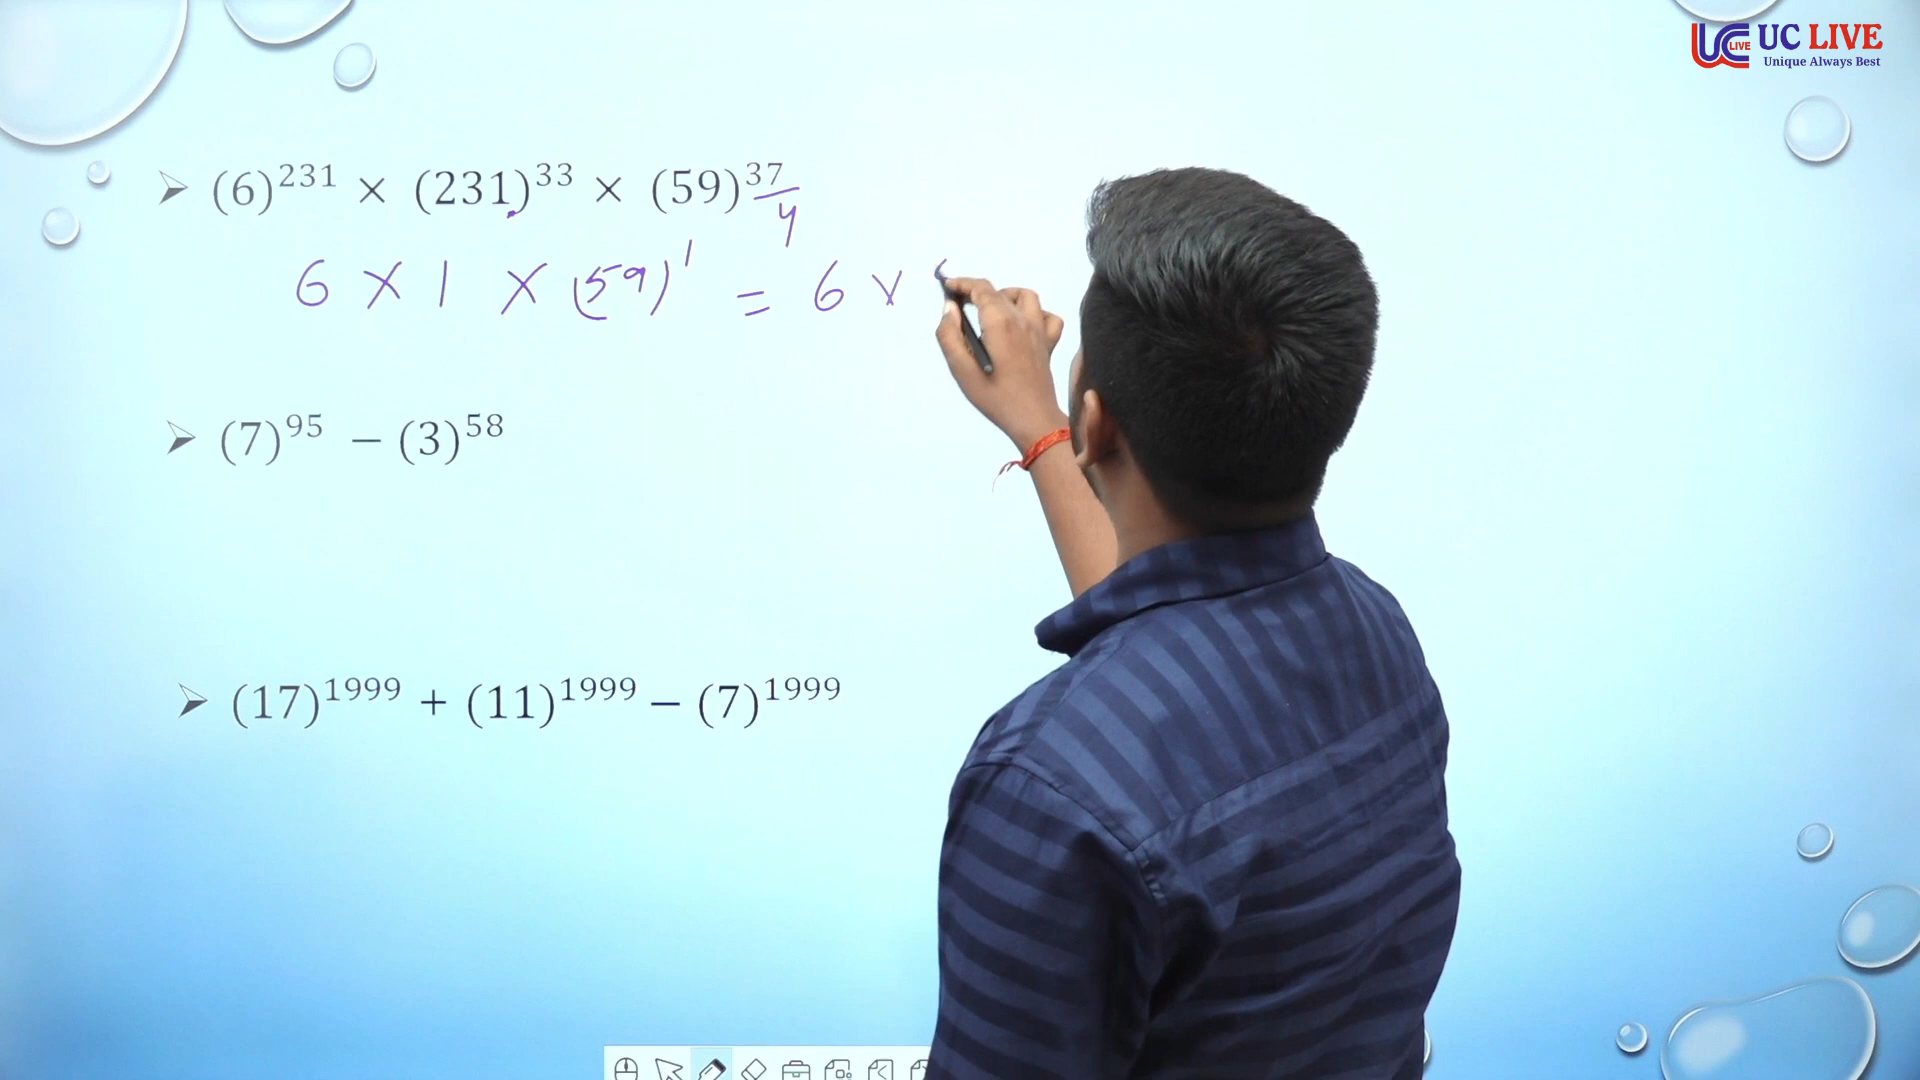 UC LIVE
LIVE
Unique Always Best
➢ (6)^231 × (231)^33 × (59)^37/4
6 × 1 × (59)^1 = 6 ×
➢ (7)^95 − (3)^58
➢ (17)^1999 + (11)^1999 − (7)^1999